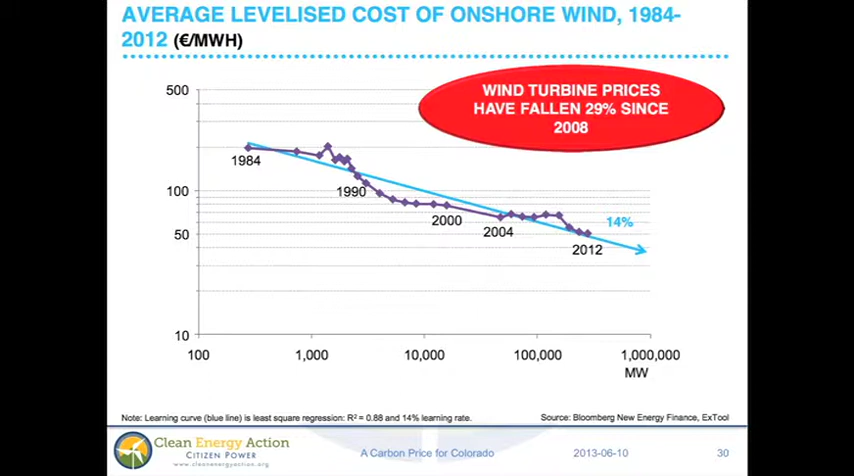 AVERAGE LEVELISED COST OF ONSHORE WIND, 1984-
2012 (€/MWH)
WIND TURBINE PRICES
HAVE FALLEN 29% SINCE
2008
500
100
50
10
1984
1990
2000
2004
2012
14%
100
1,000
10,000
100,000
1,000,000
MW
Note: Learning curve (blue line) is least square regression: R² = 0.88 and 14% learning rate.
Source: Bloomberg New Energy Finance, ExTool
Clean Energy Action
CITIZEN POWER
www.cleanenergyaction.org
A Carbon Price for Colorado
2013-06-10
30